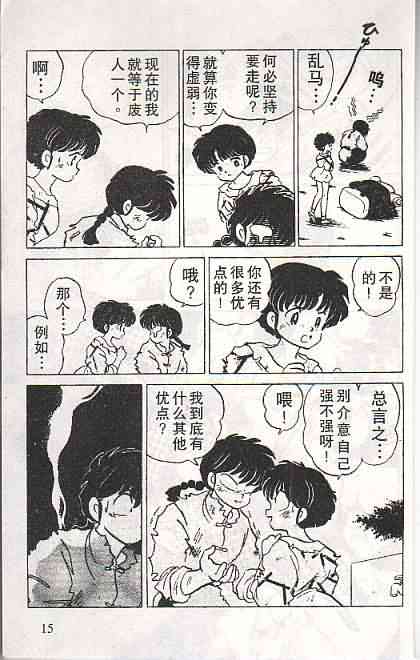 ひゅー
呜…
乱马
…
何必坚持
要走呢？
就算你变
得虚弱…
现在的我
就等于废
人一个。
啊…
不是
的！
你还有
很多优
点的！
哦？
那个…
例如…
总言之…
别介意自己
强不强呀！
喂！
我到底有
什么其他
优点？
15